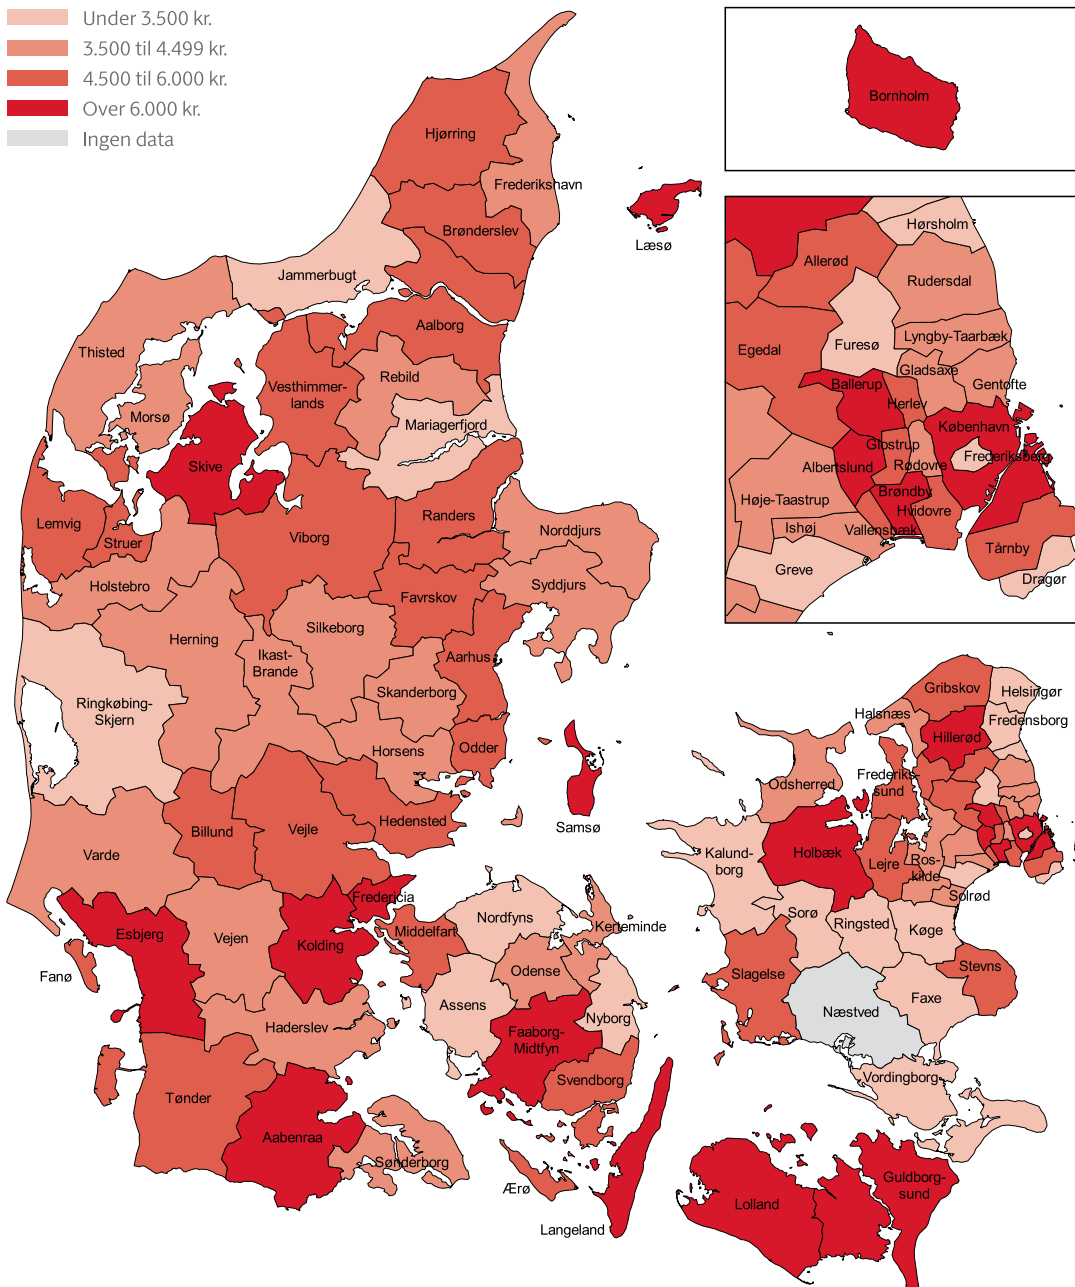 Under 3.500 kr.
3.500 til 4.499 kr.
4.500 til 6.000 kr.
Over 6.000 kr.
Ingen data
Bornholm
Hjørring
Frederikshavn
Brønderslev
Læsø
Jammerbugt
Aalborg
Thisted
Rebild
Vesthimmer-
lands
Morsø
Mariagerfjord
Skive
Lemvig
Struer
Viborg
Randers
Norddjurs
Holstebro
Favrskov
Syddjurs
Herning
Silkeborg
Ikast-
Brande
Aarhus
Skanderborg
Ringkøbing-
Skjern
Horsens
Odder
Samsø
Hedensted
Billund
Vejle
Varde
Fredericia
Esbjerg
Vejen
Kolding
Middelfart
Nordfyns
Kerteminde
Fanø
Odense
Assens
Nyborg
Haderslev
Faaborg-
Midtfyn
Svendborg
Tønder
Aabenraa
Sønderborg
Ærø
Langeland
Hørsholm
Allerød
Rudersdal
Egedal
Furesø
Lyngby-Taarbæk
Gladsaxe
Gentofte
Ballerup
Herlev
København
Glostrup
Frederiksberg
Albertslund
Rødovre
Høje-Taastrup
Brøndby
Hvidovre
Ishøj
Vallensbæk
Tårnby
Greve
Dragør
Gribskov
Helsingør
Halsnæs
Fredensborg
Hillerød
Odsherred
Frederiks-
sund
Kalund-
borg
Holbæk
Lejre
Ros-
kilde
Solrød
Sorø
Ringsted
Køge
Slagelse
Stevns
Næstved
Faxe
Vordingborg
Lolland
Guldborg-
sund